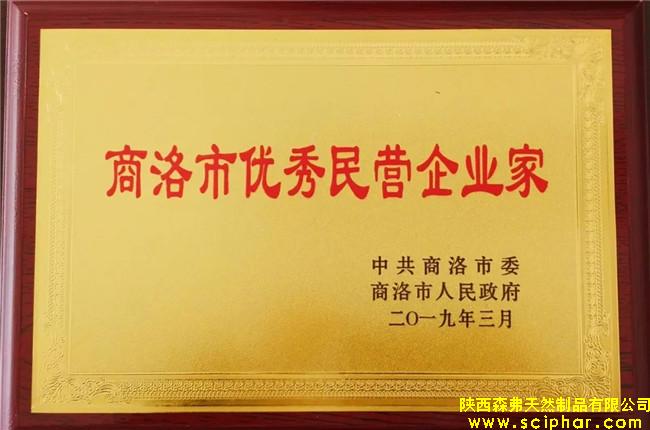 商洛市优秀民营企业家
中共商洛市委
商洛市人民政府
二〇一九年三月
陕西森弗天然制品有限公司
www.sciphar.com